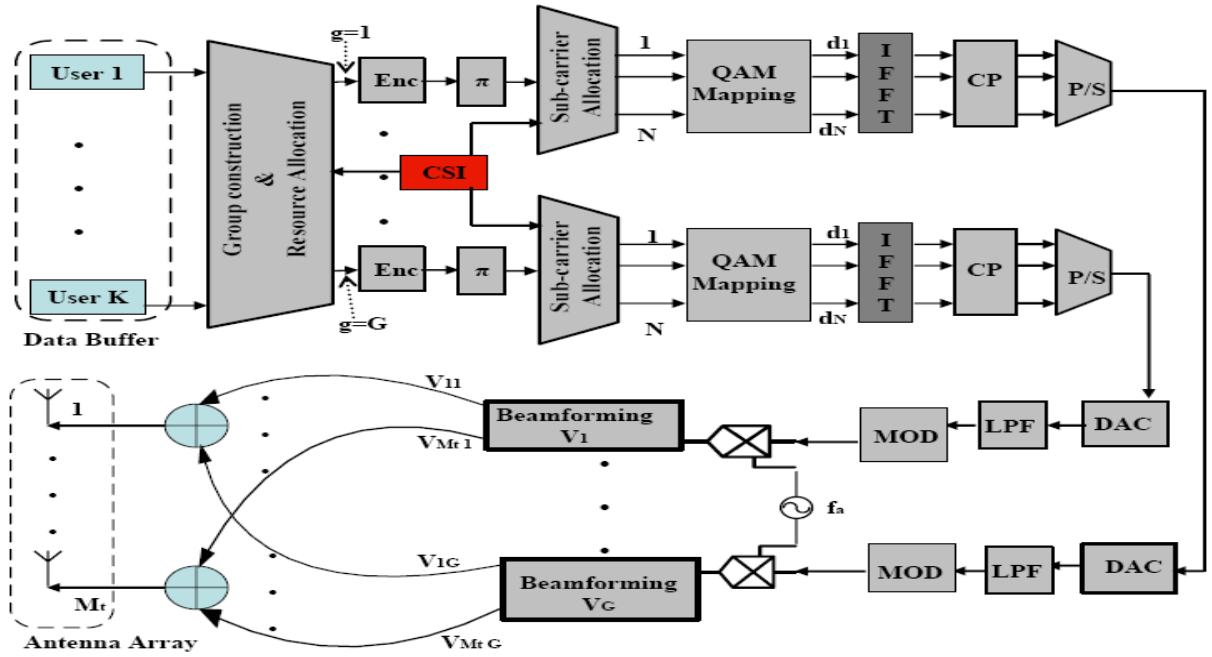 User 1
User K
Data Buffer
Group construction
&
Resource Allocation
g=1
g=G
Enc
π
CSI
Sub-carrier
Allocation
1
N
QAM
Mapping
d1
dN
I
F
F
T
CP
P/S
Enc
π
Sub-carrier
Allocation
1
N
QAM
Mapping
d1
dN
I
F
F
T
CP
P/S
1
Mt
Antenna Array
V11
VMt 1
V1G
VMt G
Beamforming
V1
fa
MOD
LPF
DAC
Beamforming
VG
MOD
LPF
DAC